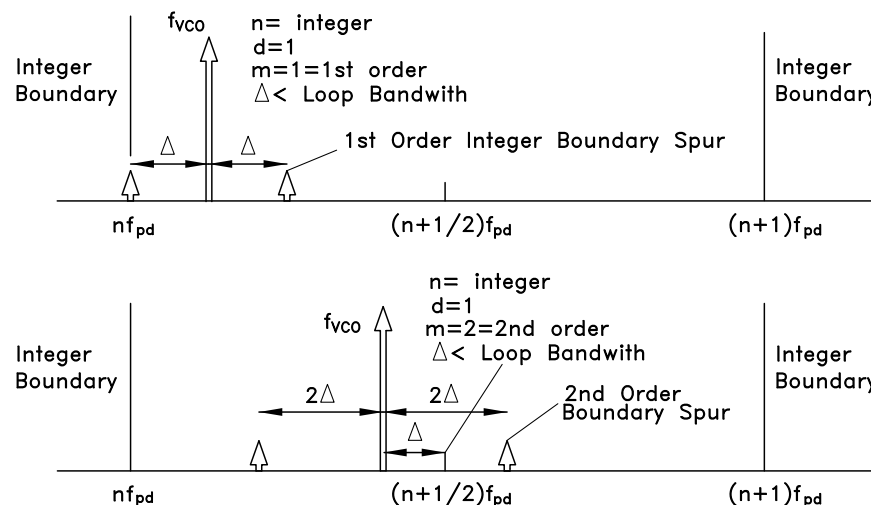 fVCO
n= integer
d=1
m=1=1st order
△< Loop Bandwith
Integer
Boundary
Integer
Boundary
△
△
1st Order Integer Boundary Spur
nfpd
(n+1/2)fpd
(n+1)fpd
n= integer
d=1
m=2=2nd order
△< Loop Bandwith
fVCO
Integer
Boundary
Integer
Boundary
2△
2△
2nd Order
Boundary Spur
△
nfpd
(n+1/2)fpd
(n+1)fpd